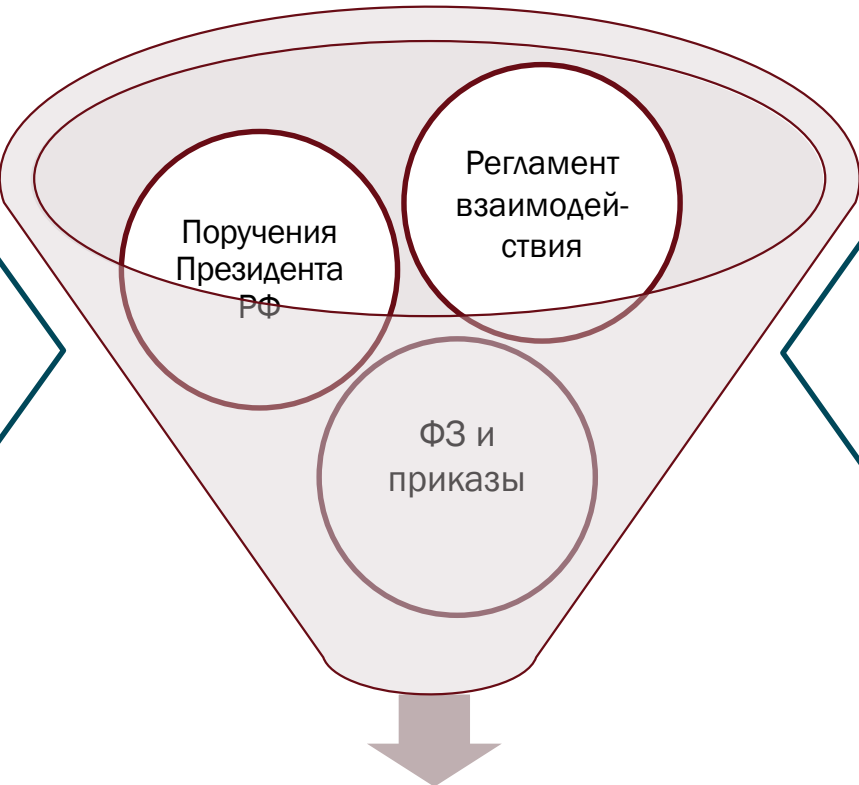 Поручения
Президента
РФ
Регламент
взаимодей-
ствия
ФЗ и
приказы